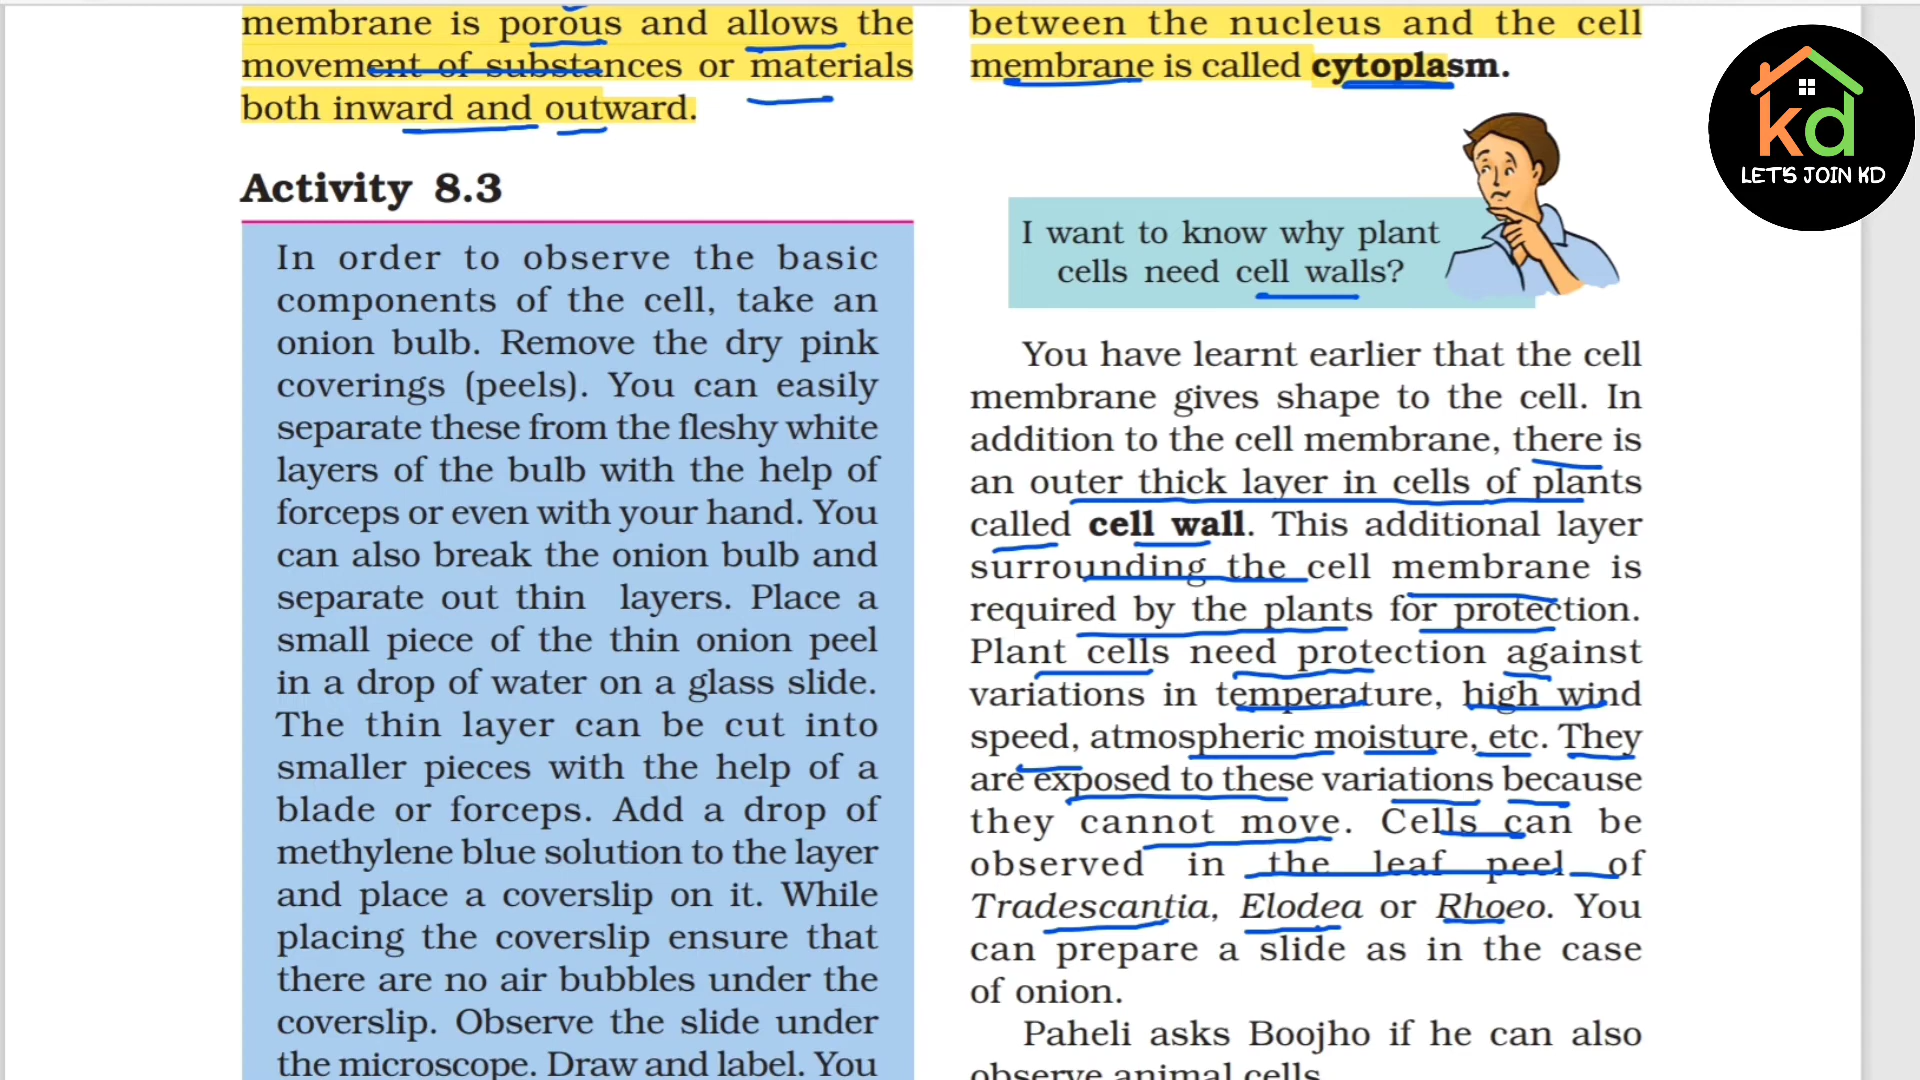 membrane is porous and allows the
movement of substances or materials
both inward and outward.
Activity 8.3
In order to observe the basic
components of the cell, take an
onion bulb. Remove the dry pink
coverings (peels). You can easily
separate these from the fleshy white
layers of the bulb with the help of
forceps or even with your hand. You
can also break the onion bulb and
separate out thin layers. Place a
small piece of the thin onion peel
in a drop of water on a glass slide.
The thin layer can be cut into
smaller pieces with the help of a
blade or forceps. Add a drop of
methylene blue solution to the layer
and place a coverslip on it. While
placing the coverslip ensure that
there are no air bubbles under the
coverslip. Observe the slide under
the microscope. Draw and label. You
between the nucleus and the cell
membrane is called cytoplasm.
I want to know why plant
cells need cell walls?
You have learnt earlier that the cell
membrane gives shape to the cell. In
addition to the cell membrane, there is
an outer thick layer in cells of plants
called cell wall. This additional layer
surrounding the cell membrane is
required by the plants for protection.
Plant cells need protection against
variations in temperature, high wind
speed, atmospheric moisture, etc. They
are exposed to these variations because
they cannot move. Cells can be
observed in the leaf peel of
Tradescantia, Elodea or Rhoeo. You
can prepare a slide as in the case
of onion.
Paheli asks Boojho if he can also
observe animal cells.
kd
LET'S JOIN KD